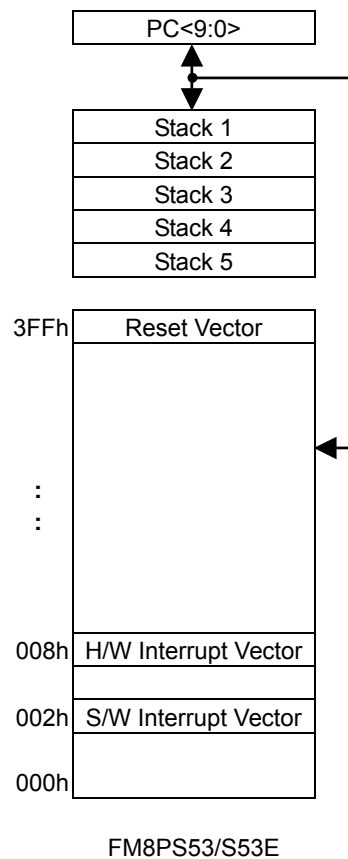 PC<9:0>
Stack 1
Stack 2
Stack 3
Stack 4
Stack 5
3FFh Reset Vector
:
:
008h H/W Interrupt Vector
002h S/W Interrupt Vector
000h
FM8PS53/S53E